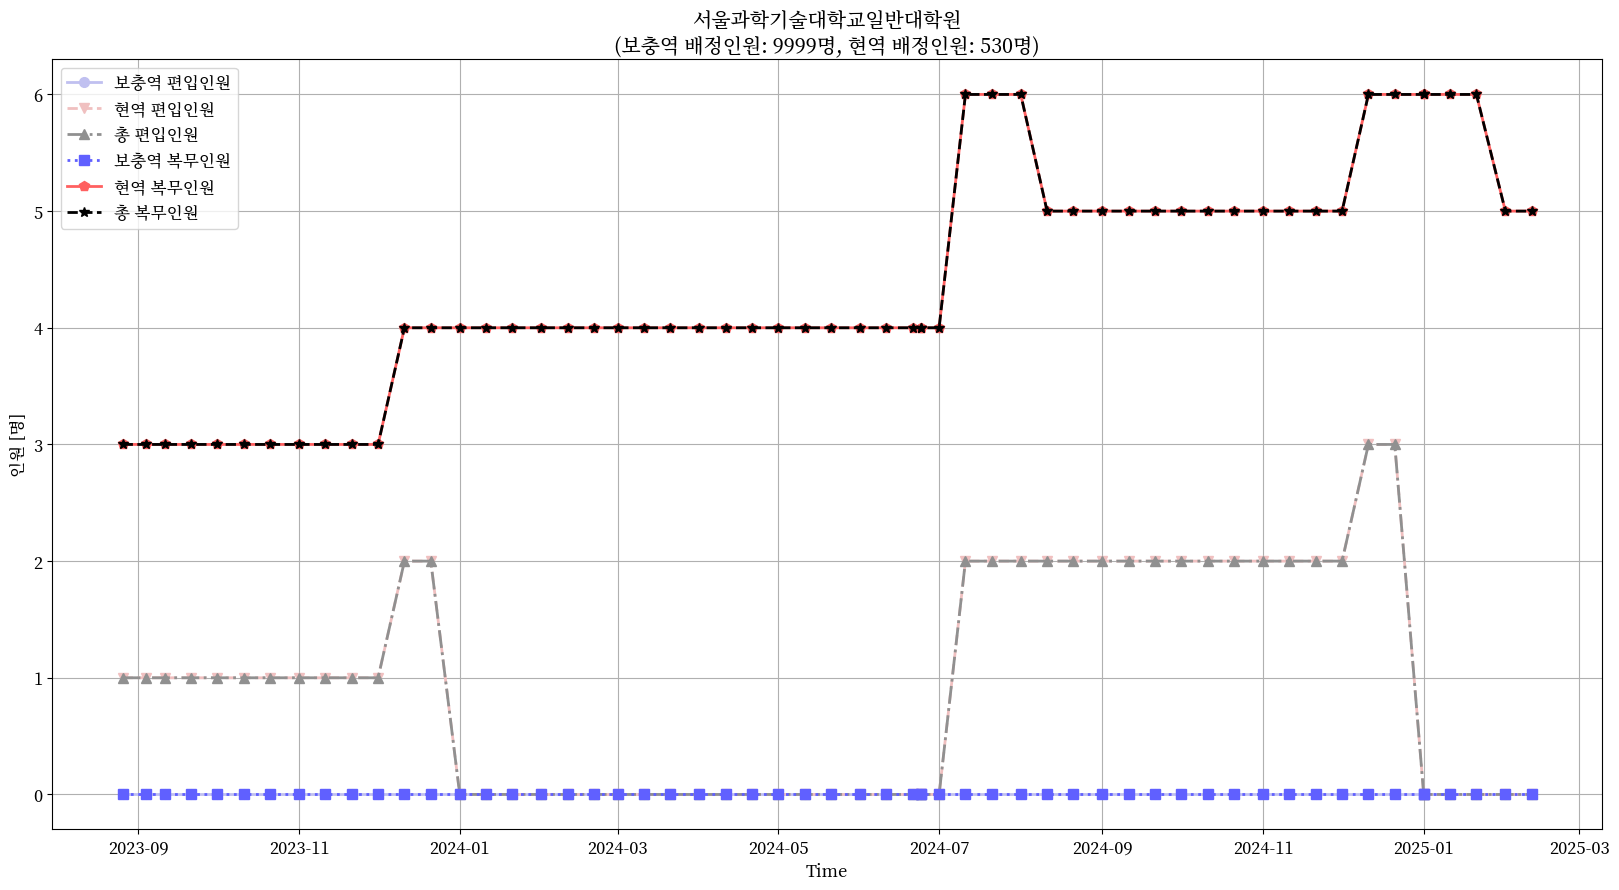 서울과학기술대학교일반대학원
(보충역 배정인원: 9999명, 현역 배정인원: 530명)
보충역 편입인원
현역 편입인원
총 편입인원
보충역 복무인원
현역 복무인원
총 복무인원
6
5
4
3
2
1
0
인원 [명]
2023-09 2023-11 2024-01 2024-03 2024-05 2024-07 2024-09 2024-11 2025-01 2025-03
Time